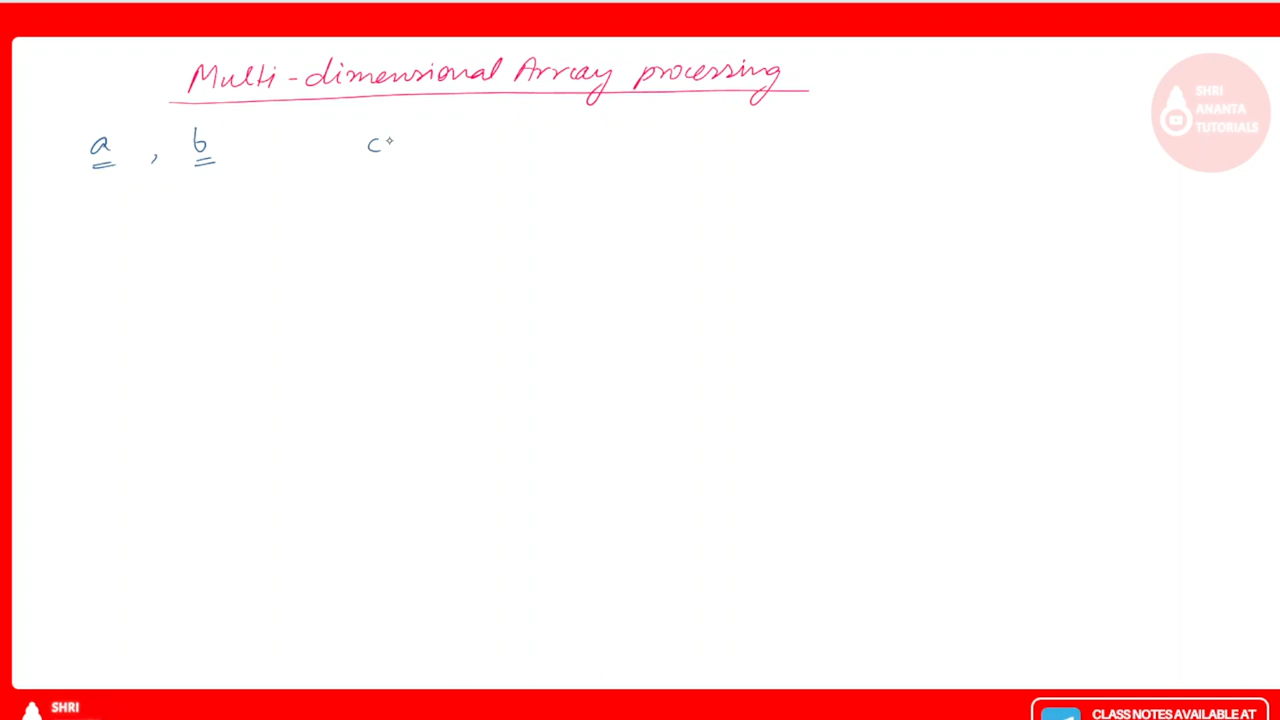 Multi-dimensional Array processing
SHRI
ANANTA
TUTORIALS
a , b c
SHRI
CLASS NOTES AVAILABLE AT